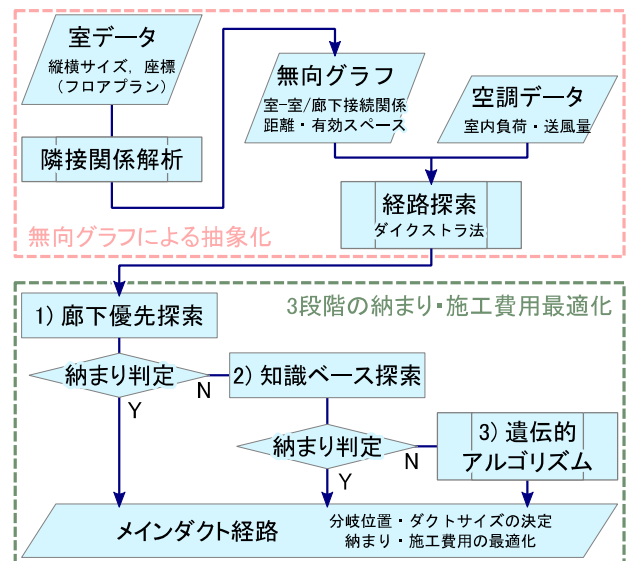 室データ
縦横サイズ, 座標
(フロアプラン)
隣接関係解析
無向グラフ
室-室/廊下接続関係
距離・有効スペース
空調データ
室内負荷・送風量
経路探索
ダイクストラ法
無向グラフによる抽象化
3段階の納まり・施工費用最適化
1) 廊下優先探索
納まり判定
N
Y
2) 知識ベース探索
納まり判定
N
Y
3) 遺伝的
アルゴリズム
メインダクト経路
分岐位置・ダクトサイズの決定
納まり・施工費用の最適化